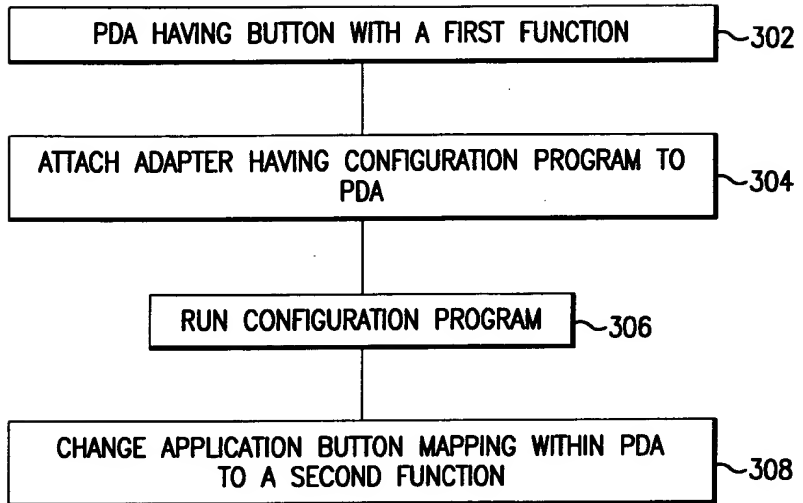 PDA HAVING BUTTON WITH A FIRST FUNCTION
302
ATTACH ADAPTER HAVING CONFIGURATION PROGRAM TO
PDA
304
RUN CONFIGURATION PROGRAM
306
CHANGE APPLICATION BUTTON MAPPING WITHIN PDA
TO A SECOND FUNCTION
308